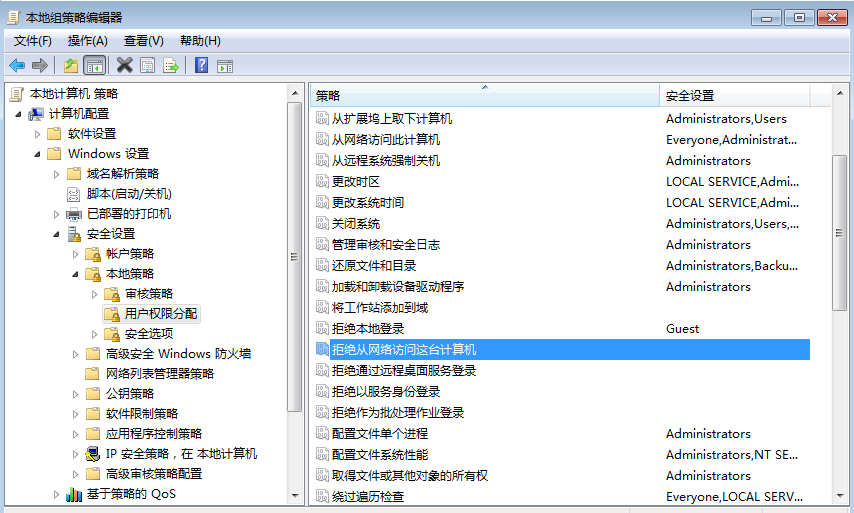 本地组策略编辑器
文件(F) 操作(A) 查看(V) 帮助(H)
本地计算机 策略
计算机配置
软件设置
Windows 设置
域名解析策略
脚本(启动/关机)
已部署的打印机
安全设置
帐户策略
本地策略
审核策略
用户权限分配
安全选项
高级安全 Windows 防火墙
网络列表管理器策略
公钥策略
软件限制策略
应用程序控制策略
IP 安全策略，在 本地计算机
高级审核策略配置
基于策略的 QoS
策略 安全设置
从扩展坞上取下计算机 Administrators,Users
从网络访问此计算机 Everyone,Administrat...
从远程系统强制关机 Administrators
更改时区 LOCAL SERVICE,Admi...
更改系统时间 LOCAL SERVICE,Admi...
关闭系统 Administrators,Users,...
管理审核和安全日志 Administrators
还原文件和目录 Administrators,Backu...
加载和卸载设备驱动程序 Administrators
将工作站添加到域
拒绝本地登录 Guest
拒绝从网络访问这台计算机
拒绝通过远程桌面服务登录
拒绝以服务身份登录
拒绝作为批处理作业登录
配置文件单个进程 Administrators
配置文件系统性能 Administrators,NT SE...
取得文件或其他对象的所有权 Administrators
绕过遍历检查 Everyone,LOCAL SERV...